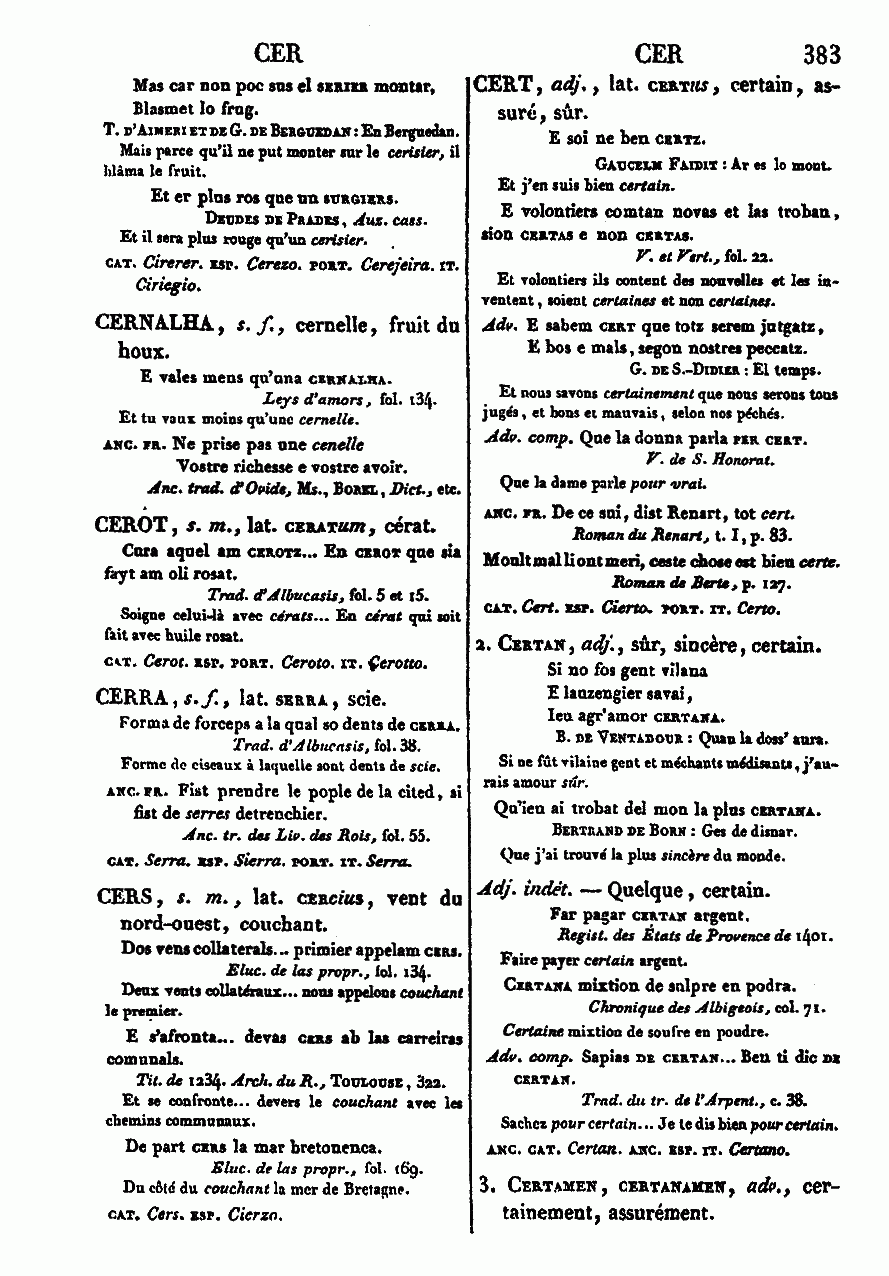 CER
CER 383
Mas car non poc sus el SERIER montar,
Blasmet lo frug.
T. D'AIMERI ET DE G. DE BERGUEDAN : En Berguedan.
Mais parce qu'il ne put monter sur le cerisier, il
blâma le fruit.
Et er plus ros que un SURGIERS.
DEUDES DE PRADES, Aus. cass.
Et il sera plus rouge qu'un cerisier.
CAT. Cirerer. ESP. Cerezo. PORT. Cerejeira. IT.
Ciriegio.
CERNALHA, s. f., cernelle, fruit du
houx.
E vales mens qu'una CERNALHA.
Leys d'amors, fol. 134.
Et tu vaux moins qu'une cernelle.
ANC. FR. Ne prise pas une cenelle
Vostre richesse e vostre avoir.
Anc. trad. d'Ovide, Ms., BOREL, Dict., etc.
CEROT, s. m., lat. CERATum, cérat.
Cura aquel am CEROTZ... En CEROT que sia
fayt am oli rosat.
Trad. d'Albucasis, fol. 5 et 15.
Soigne celui-là avec cérats... En cérat qui soit
fait avec huile rosat.
CAT. Cerot. ESP. PORT. Ceroto. IT. Cerotto.
CERRA, s. f., lat. SERRA, scie.
Forma de forceps a la qual so dents de CERRA.
Trad. d'Albucasis, fol. 38.
Forme de ciseaux à laquelle sont dents de scie.
ANC. FR. Fist prendre le pople de la cited, si
fist de serres detrenchier.
Anc. tr. des Liv. des Rois, fol. 55.
CAT. Serra. ESP. Sierra. PORT. IT. Serra.
CERS, s. m., lat. CERcius, vent du
nord-ouest, couchant.
Dos vens collaterals... primier appelam CERS.
Eluc. de las propr., fol. 134.
Deux vents collatéraux... nous appelons couchant
le premier.
E s'afronta... devas CERS ab las carreiras
comunals.
Tit. de 1234. Arch. du R., TOULOUSE, 322.
Et se confronte... devers le couchant avec les
chemins communaux.
De part CERS la mar bretonenca.
Eluc. de las propr., fol. 169.
Du côté du couchant la mer de Bretagne.
CAT. Cers. ESP. Cierzo.
CERT, adj., lat. CERTus, certain, as-
suré, sûr.
E soi ne ben CERTZ.
GAUCELM FAIDIT : Ar es lo mont.
Et j'en suis bien certain.
E volontiers comtan novas et las troban,
sion CERTAS e non CERTAS.
V. et Vert., fol. 22.
Et volontiers ils content des nouvelles et les in-
ventent, soient certaines et non certaines.
Adv. E sabem CERT que totz serem jutgatz,
E bos e mals, segon nostres peccatz.
G. DE S.-DIDIER : El temps.
Et nous savons certainement que nous serons tous
jugés, et bons et mauvais, selon nos péchés.
Adv. comp. Que la donna parla PER CERT.
V. de S. Honorat.
Que la dame parle pour vrai.
ANC. FR. De ce sui, dist Renart, tot cert.
Roman du Renart, t. I, p. 83.
Moult mal li ont meri, ceste chose est bien certe.
Roman de Berte, p. 127.
CAT. Cert. ESP. Cierto. PORT. IT. Certo.
2. CERTAN, adj., sûr, sincère, certain.
Si no fos gent vilana
E lauzengier savai,
Ieu agr'amor CERTANA.
B. DE VENTADOUR : Quan la doss' aura.
Si ne fût vilaine gent et méchants médisants, j'au-
rais amour sûr.
Qu'ieu ai trobat del mon la plus CERTANA.
BERTRAND DE BORN : Ges de disnar.
Que j'ai trouvé la plus sincère du monde.
Adj. indét. — Quelque, certain.
Far pagar CERTAN argent.
Regist. des États de Provence de 1401.
Faire payer certain argent.
CERTANA mixtion de sulpre en podra.
Chronique des Albigeois, col. 71.
Certaine mixtion de soufre en poudre.
Adv. comp. Sapias DE CERTAN... Ben ti dic DE
CERTAN.
Trad. du tr. de l'Arpent., c. 38.
Sachez pour certain... Je te dis bien pour certain.
ANC. CAT. Certan. ANC. ESP. IT. Certano.
3. CERTAMEN, CERTANAMEN, adv., cer-
tainement, assurément.